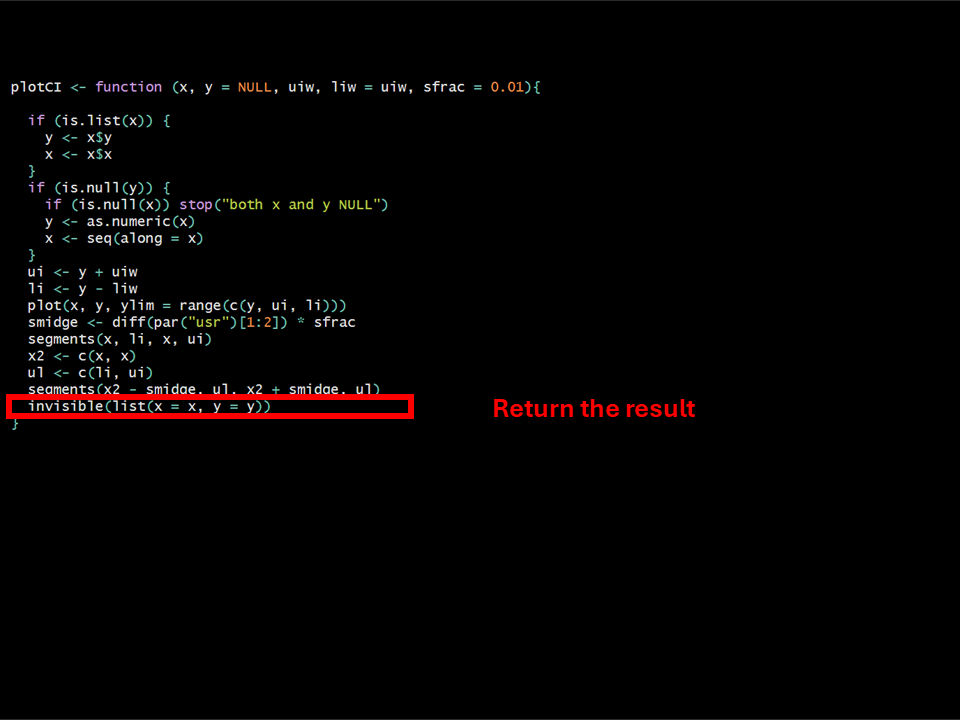 plotCI <- function (x, y = NULL, uiw, liw = uiw, sfrac = 0.01){
if (is.list(x)) {
y <- x$y
x <- x$x
}
if (is.null(y)) {
if (is.null(x)) stop("both x and y NULL")
y <- as.numeric(x)
x <- seq(along = x)
}
ui <- y + uiw
li <- y - liw
plot(x, y, ylim = range(c(y, ui, li)))
smidge <- diff(par("usr")[1:2]) * sfrac
segments(x, li, x, ui)
x2 <- c(x, x)
ul <- c(li, ui)
segments(x2 - smidge, ul, x2 + smidge, ul)
invisible(list(x = x, y = y))
Return the result
}